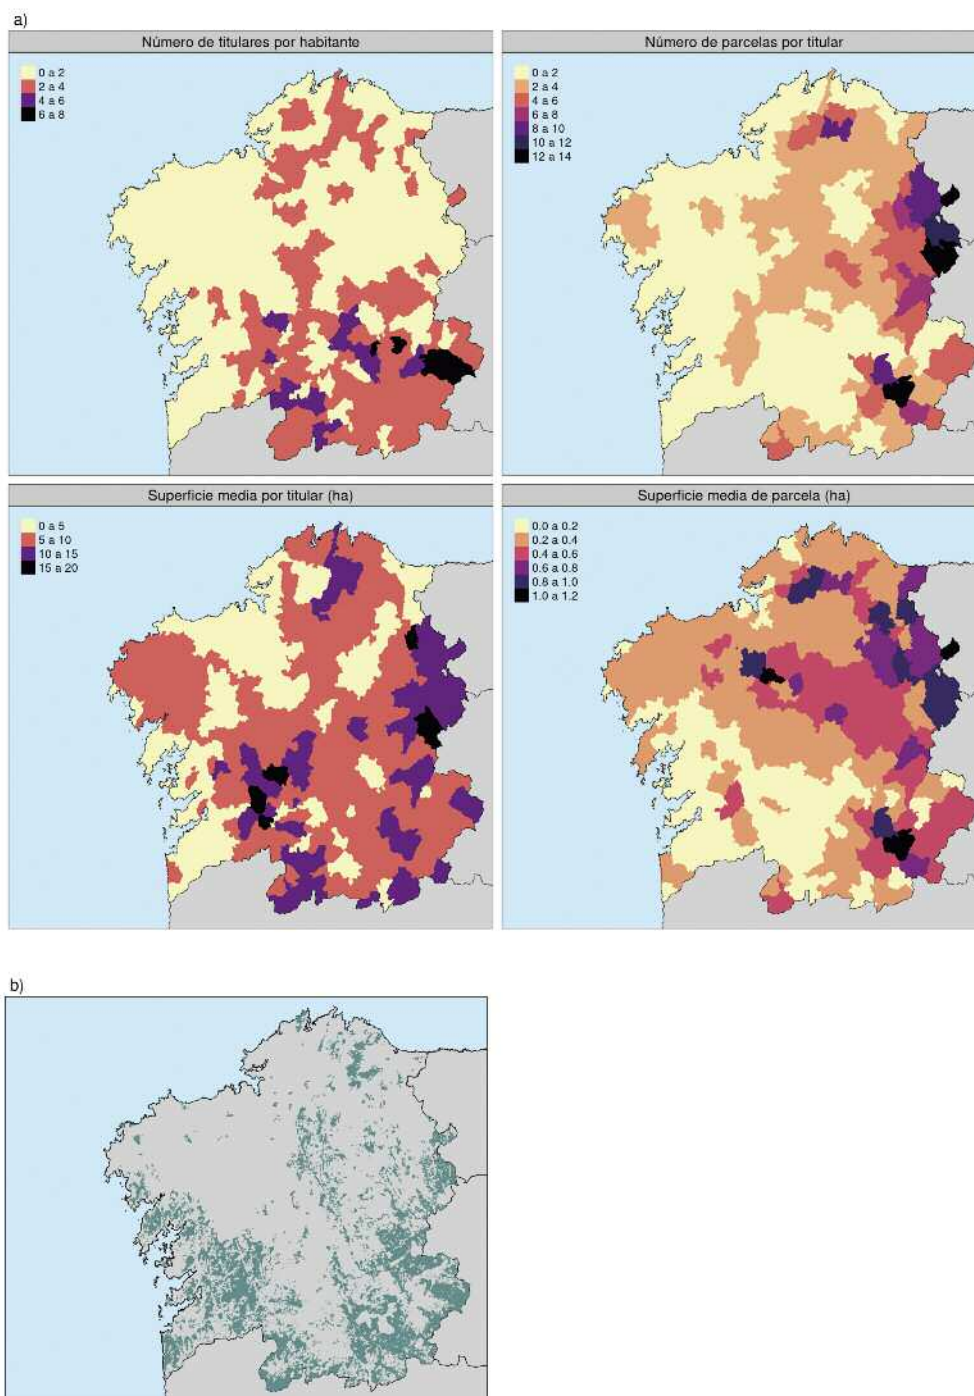 a)
Número de titulares por habitante
0 a 2
2 a 4
4 a 6
6 a 8
Número de parcelas por titular
0 a 2
2 a 4
4 a 6
6 a 8
8 a 10
10 a 12
12 a 14
Superficie media por titular (ha)
0 a 5
5 a 10
10 a 15
15 a 20
Superficie media de parcela (ha)
0.0 a 0.2
0.2 a 0.4
0.4 a 0.6
0.6 a 0.8
0.8 a 1.0
1.0 a 1.2
b)